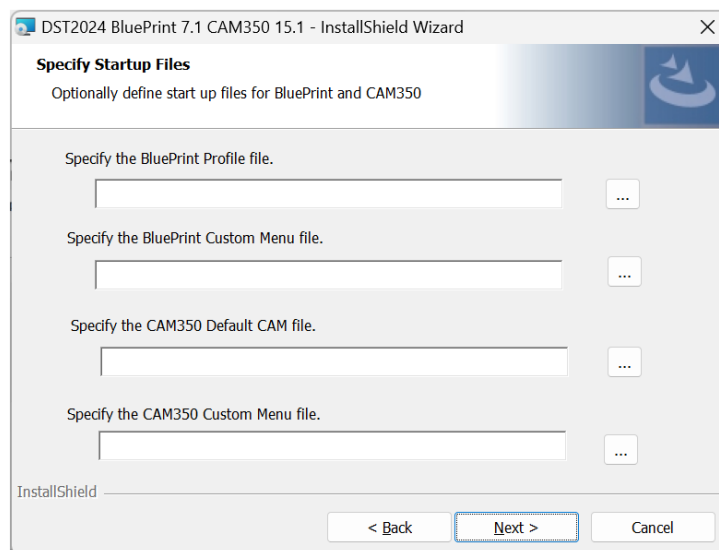 DST2024 BluePrint 7.1 CAM350 15.1 - InstallShield Wizard
Specify Startup Files
Optionally define start up files for BluePrint and CAM350
Specify the BluePrint Profile file.
...
Specify the BluePrint Custom Menu file.
...
Specify the CAM350 Default CAM file.
...
Specify the CAM350 Custom Menu file.
...
InstallShield
< Back Next > Cancel